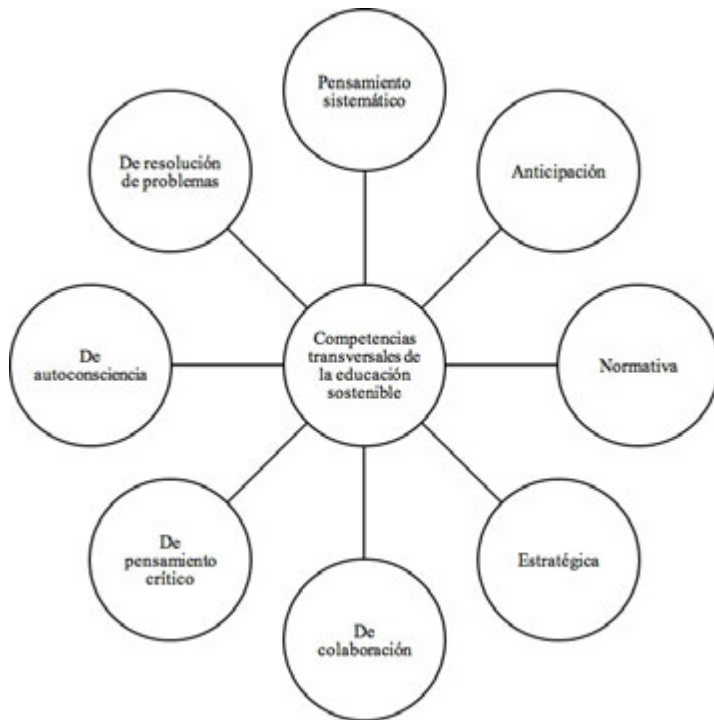 Pensamiento
sistemático
Anticipación
Normativa
Estratégica
De
colaboración
De
pensamiento
crítico
De
autoconsciencia
De resolución
de problemas
Competencias
transversales de
la educación
sostenible